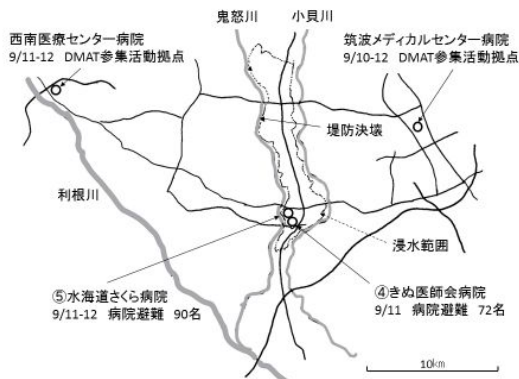 鬼怒川
小貝川
西南医療センター病院
9/11-12 DMAT参集活動拠点
筑波メディカルセンター病院
9/10-12 DMAT参集活動拠点
堤防決壊
利根川
浸水範囲
⑤水海道さくら病院
9/11-12 病院避難 90名
④きぬ医師会病院
9/11 病院避難 72名
10㎞